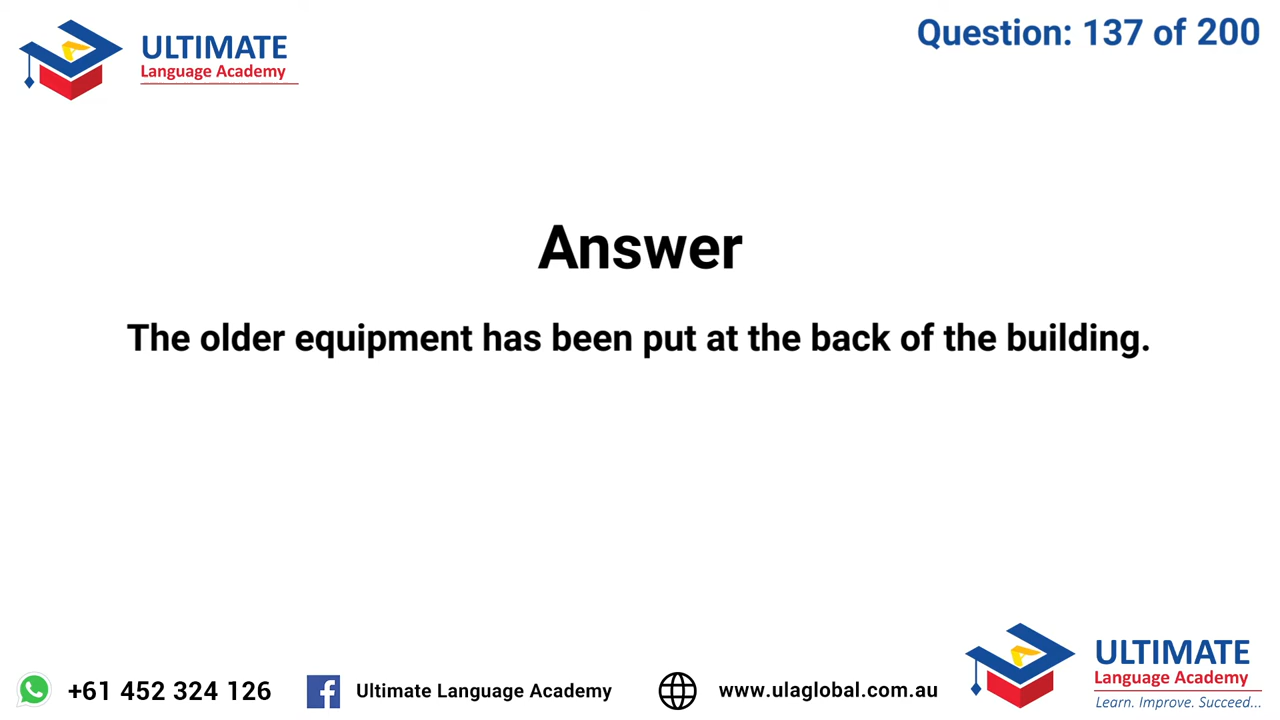 ULTIMATE
Language Academy
Question: 137 of 200
Answer
The older equipment has been put at the back of the building.
+61 452 324 126
Ultimate Language Academy
www.ulaglobal.com.au
ULTIMATE
Language Academy
Learn. Improve. Succeed...